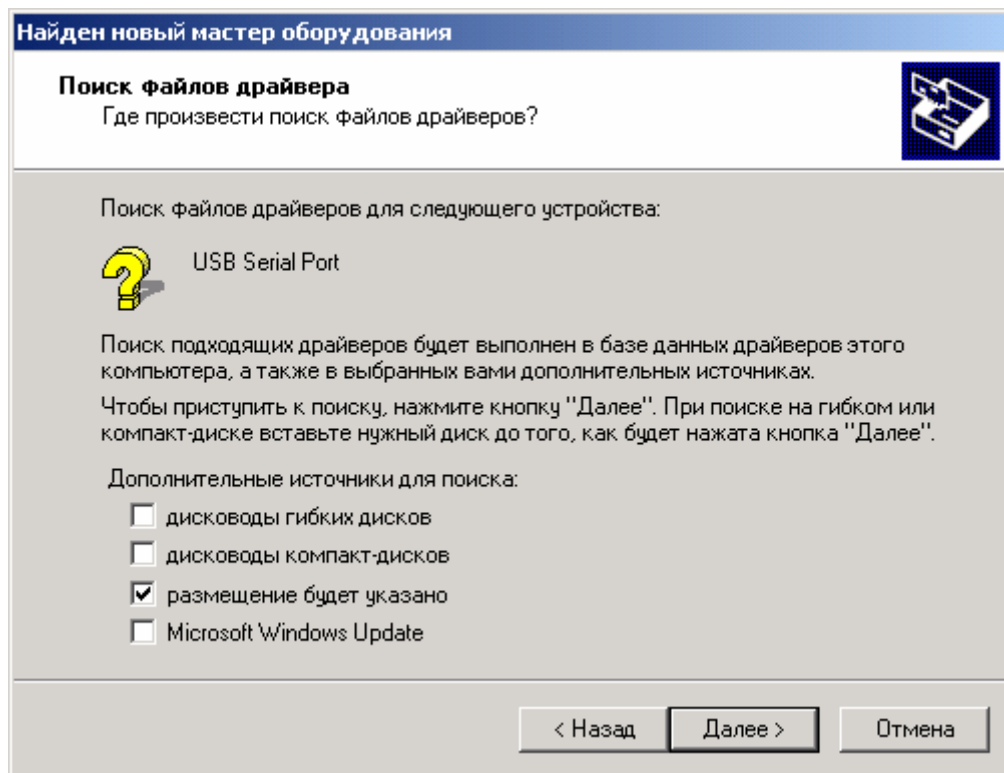 Найден новый мастер оборудования
Поиск файлов драйвера
Где произвести поиск файлов драйверов?
Поиск файлов драйверов для следующего устройства:
USB Serial Port
Поиск подходящих драйверов будет выполнен в базе данных драйверов этого
компьютера, а также в выбранных вами дополнительных источниках.
Чтобы приступить к поиску, нажмите кнопку "Далее". При поиске на гибком или
компакт-диске вставьте нужный диск до того, как будет нажата кнопка "Далее".
Дополнительные источники для поиска:
дисководы гибких дисков
дисководы компакт-дисков
размещение будет указано
Microsoft Windows Update
< Назад Далее > Отмена